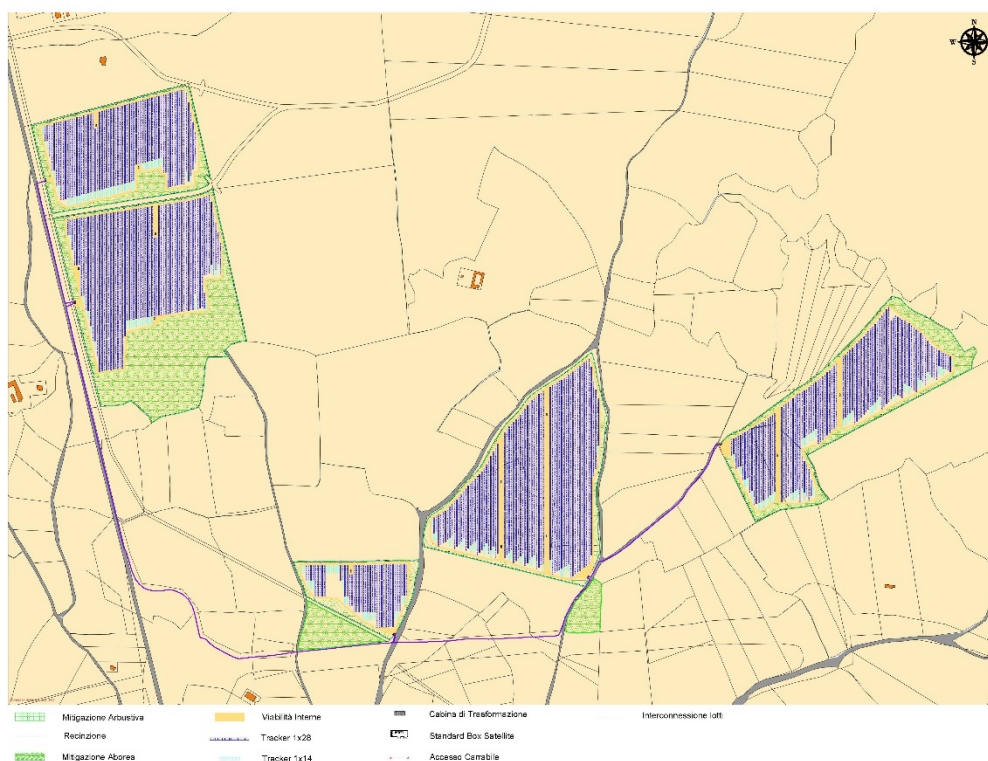 N
W
S
Mitigazione Arbustiva
Viabilità Interne
Cabina di Trasformazione
Interconnessione lotti
Recinzione
Tracker 1x28
Standard Box Satellite
Mitigazione Aborea
Tracker 1x14
Accesso Carrabile